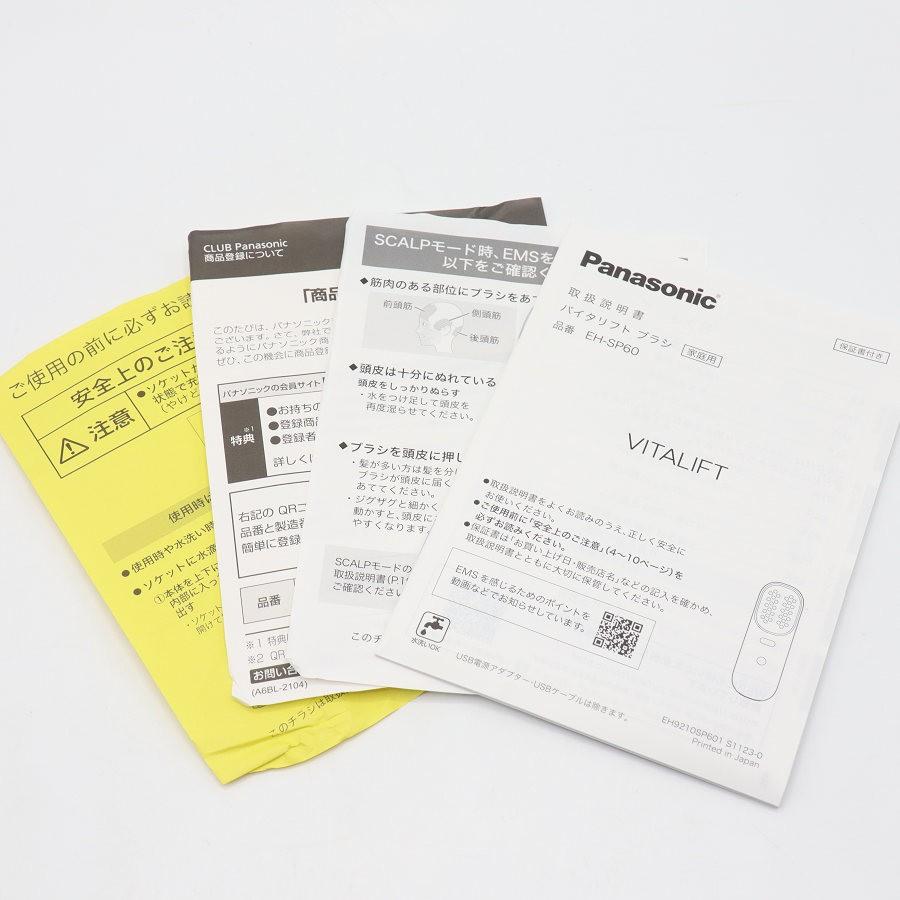 ご使用の前に必ずお読
安全上のご注
注意
●ソケットが
状態で充
(やけど
使用時に
●使用時や水洗い時
●ソケットに水滴
①本体を上下に
内部に入っ
出す
・ソケッ
開けて
このチラシは取扱
CLUB Panasonic
商品登録について
「商品
このたびは、パナソニック
ございます。さて、弊社で
るようにパナソニック商
ぜひ、この機会に商品登録
パナソニックの会員サイト
※1
特典
●お持ちの
●登録商品
●登録者
詳しくは
右記の QRコ
品番と製造番
簡単に登録
品番
※1 特典
※2 QR
お問い合
(A6BL-2104)
SCALPモード時、EMSを
以下をご確認く
◆筋肉のある部位にブラシをあて
前頭筋
側頭筋
後頭筋
◆頭皮は十分にぬれている
頭皮をしっかりぬらす
・水をつけ足して頭皮を
再度湿らせてください。
◆ブラシを頭皮に押し
・髪が多い方は髪を分け
ブラシが頭皮に届く
あててください。
・ジグザグと細かく
動かすと、頭皮に
やすくなります
SCALPモードの
取扱説明書(P.1
ご確認ください
このチ
Panasonic
取扱説明書
バイタリフト ブラシ 家庭用
品番 EH-SP60
保証書付き
VITALIFT
●取扱説明書をよくお読みのうえ、正しく安全に
お使いください。
●ご使用前に「安全上のご注意」(4~10ページ)を
必ずお読みください。
●保証書は「お買い上げ日・販売店名」などの記入を確かめ、
取扱説明書とともに大切に保管してください。
EMSを感じるためのポイントを
動画などでお知らせしています。
水洗いOK
USB電源アダプター・USBケーブルは除きます。
EH9210SP601 S1123-0
Printed in Japan